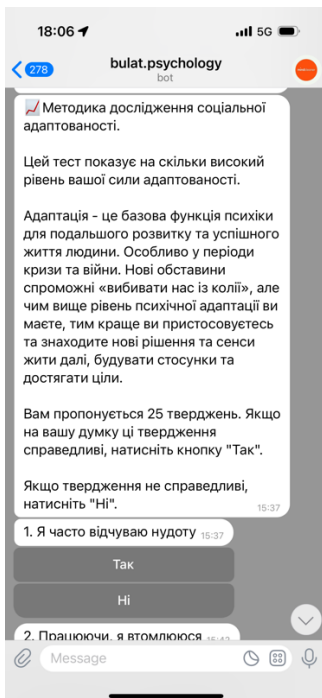 18:06
5G
278
bulat.psychology
bot
Методика дослідження соціальної
адаптованості.
Цей тест показує на скільки високий
рівень вашої сили адаптованості.
Адаптація - це базова функція психіки
для подальшого розвитку та успішного
життя людини. Особливо у періоди
кризи та війни. Нові обставини
спроможні «вибивати нас із колії», але
чим вище рівень психічної адаптації ви
маєте, тим краще ви пристосовуєтесь
та знаходите нові рішення та сенси
жити далі, будувати стосунки та
досягати ціли.
Вам пропонується 25 тверджень. Якщо
на вашу думку ці твердження
справедливі, натисніть кнопку "Так".
Якщо твердження не справедливі,
натисніть "Ні".
15:37
1. Я часто відчуваю нудоту 15:37
Так
Ні
2. Працюючи, я втомлююся
Message